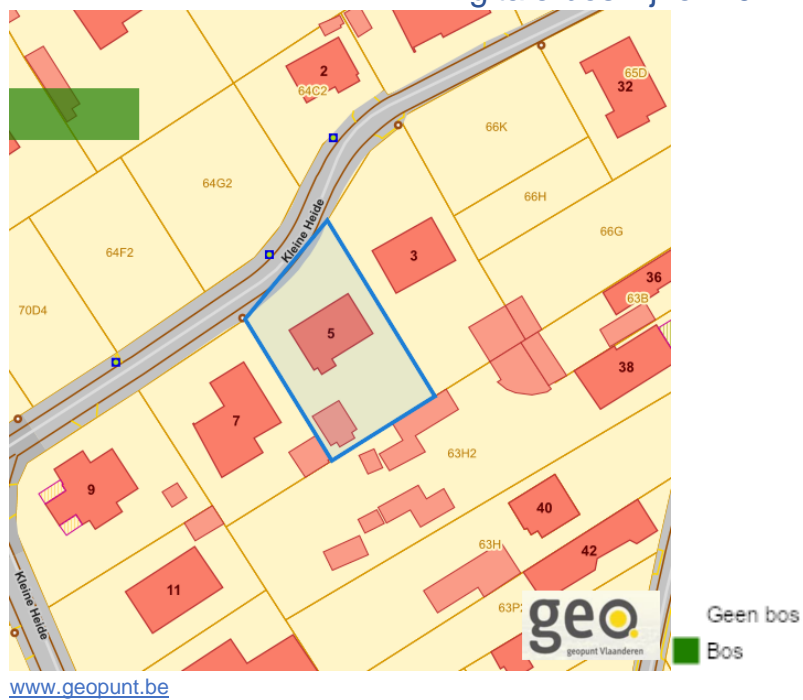 2
64C2
65D
32
66K
64G2
66H
Kleine Heide
66G
64F2
3
36
63B
70D4
5
38
7
63H2
9
40
63H
42
Kleine Heide
11
63P2
geo.
geopunt Vlaanderen
Geen bos
Bos
www.geopunt.be